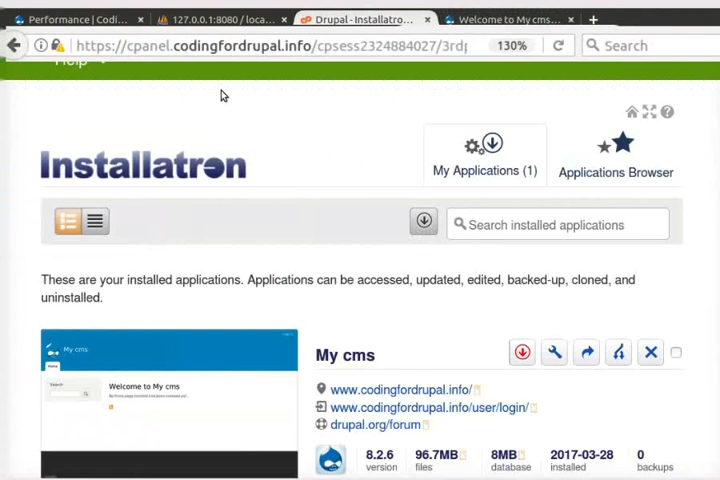 Performance | Codi... × 127.0.0.1:8080 / loca... × Drupal - Installatro... × Welcome to My cms... × +
https://cpanel.codingfordrupal.info/cpsess2324884027/3rdp 130% Search
Help
Installatron
My Applications (1) Applications Browser
Search installed applications
These are your installed applications. Applications can be accessed, updated, edited, backed-up, cloned, and
uninstalled.
My cms
Home
Search
Welcome to My cms
My cms
www.codingfordrupal.info/
www.codingfordrupal.info/user/login/
drupal.org/forum
8.2.6 96.7MB 8MB 2017-03-28 0
version files database installed backups